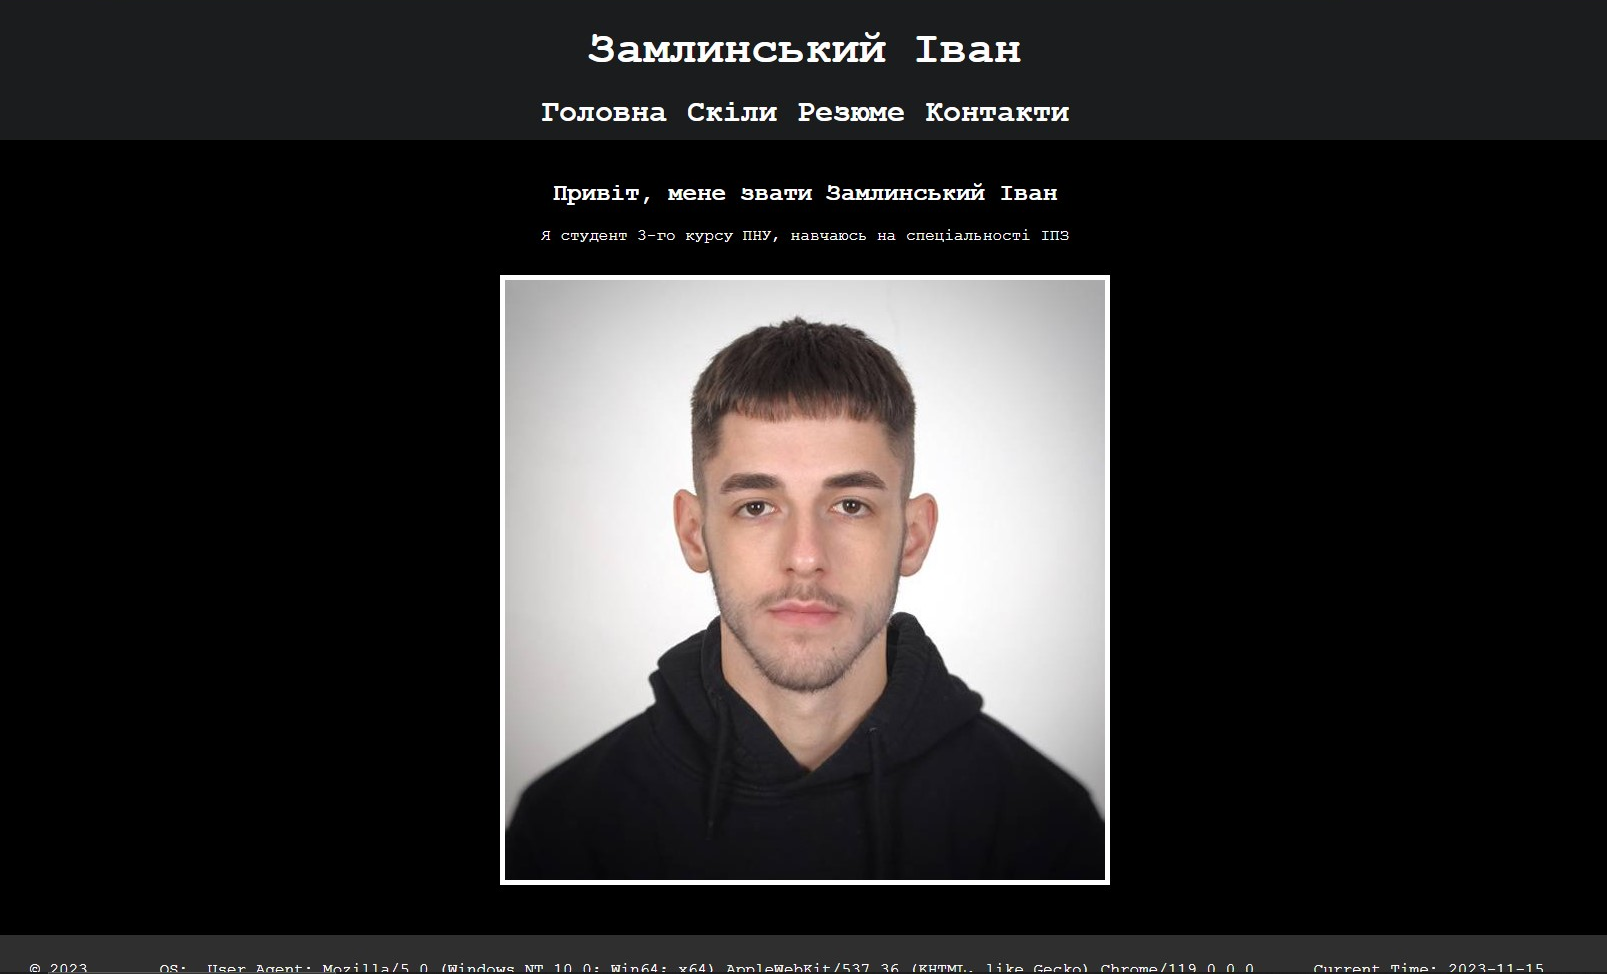 Замлинський Іван
Головна Скіли Резюме Контакти
Привіт, мене звати Замлинський Іван
Я студент 3-го курсу ПНУ, навчаюсь на спеціальності ІПЗ
© 2023 OS: User Agent: Mozilla/5.0 (Windows NT 10.0; Win64; x64) AppleWebKit/537.36 (KHTML, like Gecko) Chrome/119.0.0.0 Current Time: 2023-11-15